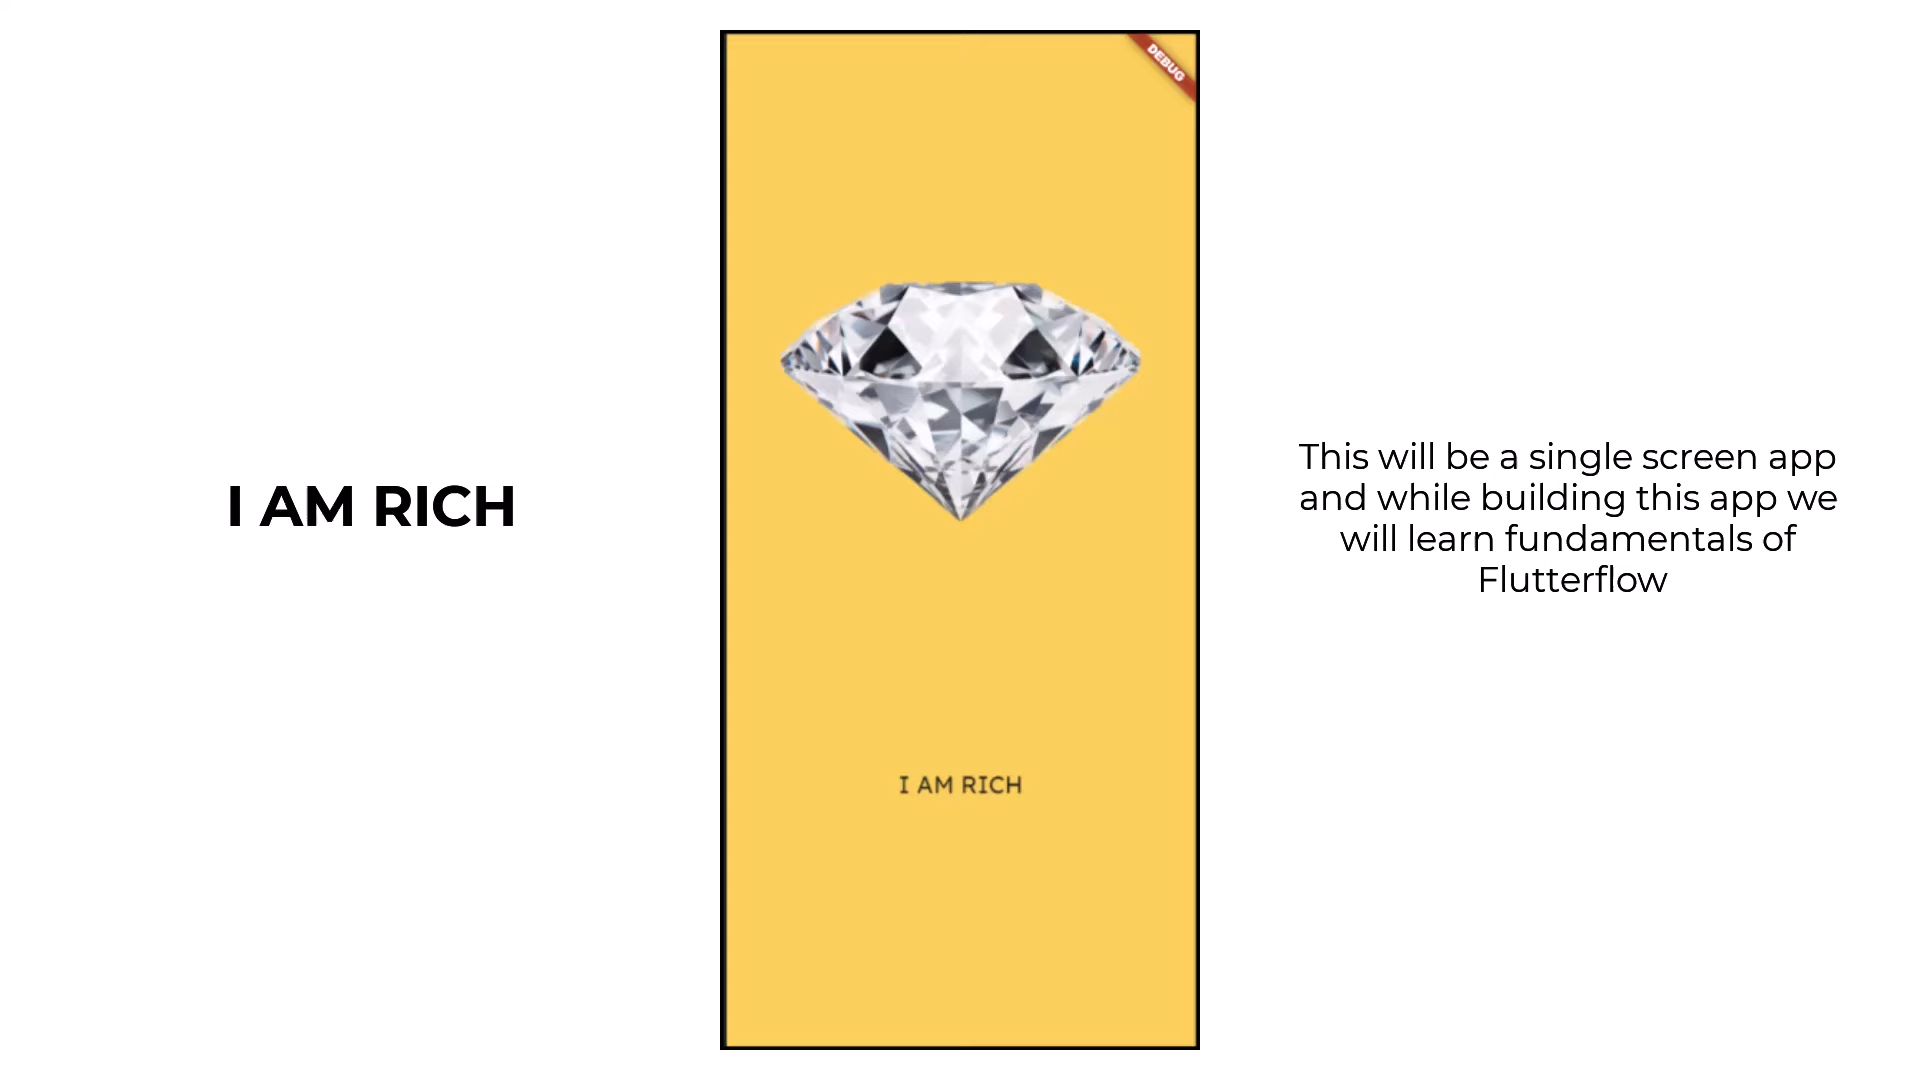 I AM RICH
DEBUG
I AM RICH
This will be a single screen app
and while building this app we
will learn fundamentals of
Flutterflow